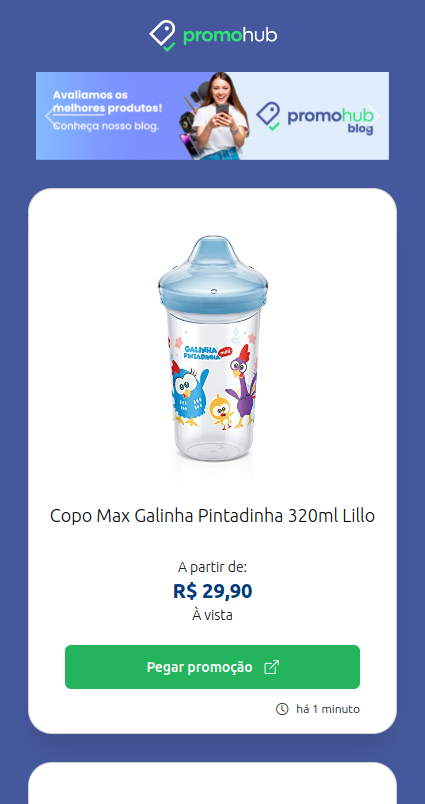 promohub
Avaliamos os
melhores produtos!
Conheça nosso blog.
promohub
blog
GALINHA
PINTADINHA
mini
Copo Max Galinha Pintadinha 320ml Lillo
A partir de:
R$ 29,90
À vista
Pegar promoção
há 1 minuto